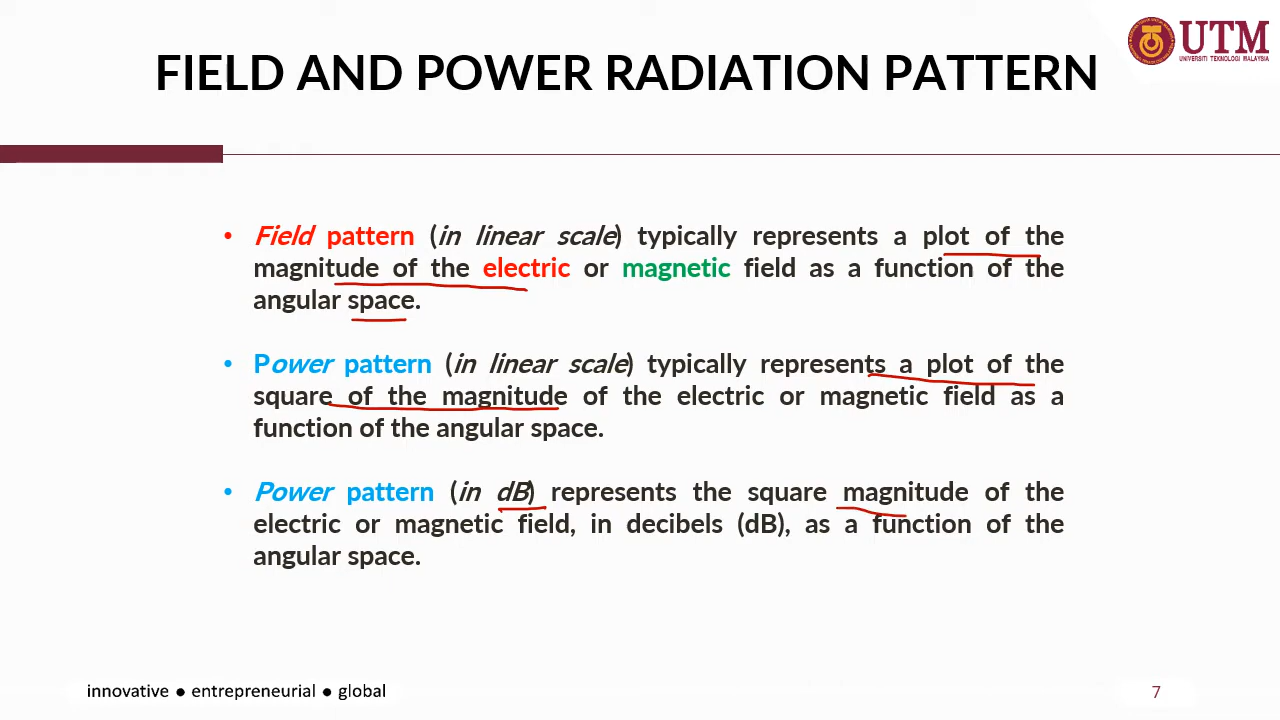 UTM
UNIVERSITI TEKNOLOGI MALAYSIA
FIELD AND POWER RADIATION PATTERN
• Field pattern (in linear scale) typically represents a plot of the
magnitude of the electric or magnetic field as a function of the
angular space.
• Power pattern (in linear scale) typically represents a plot of the
square of the magnitude of the electric or magnetic field as a
function of the angular space.
• Power pattern (in dB) represents the square magnitude of the
electric or magnetic field, in decibels (dB), as a function of the
angular space.
innovative ● entrepreneurial ● global
7